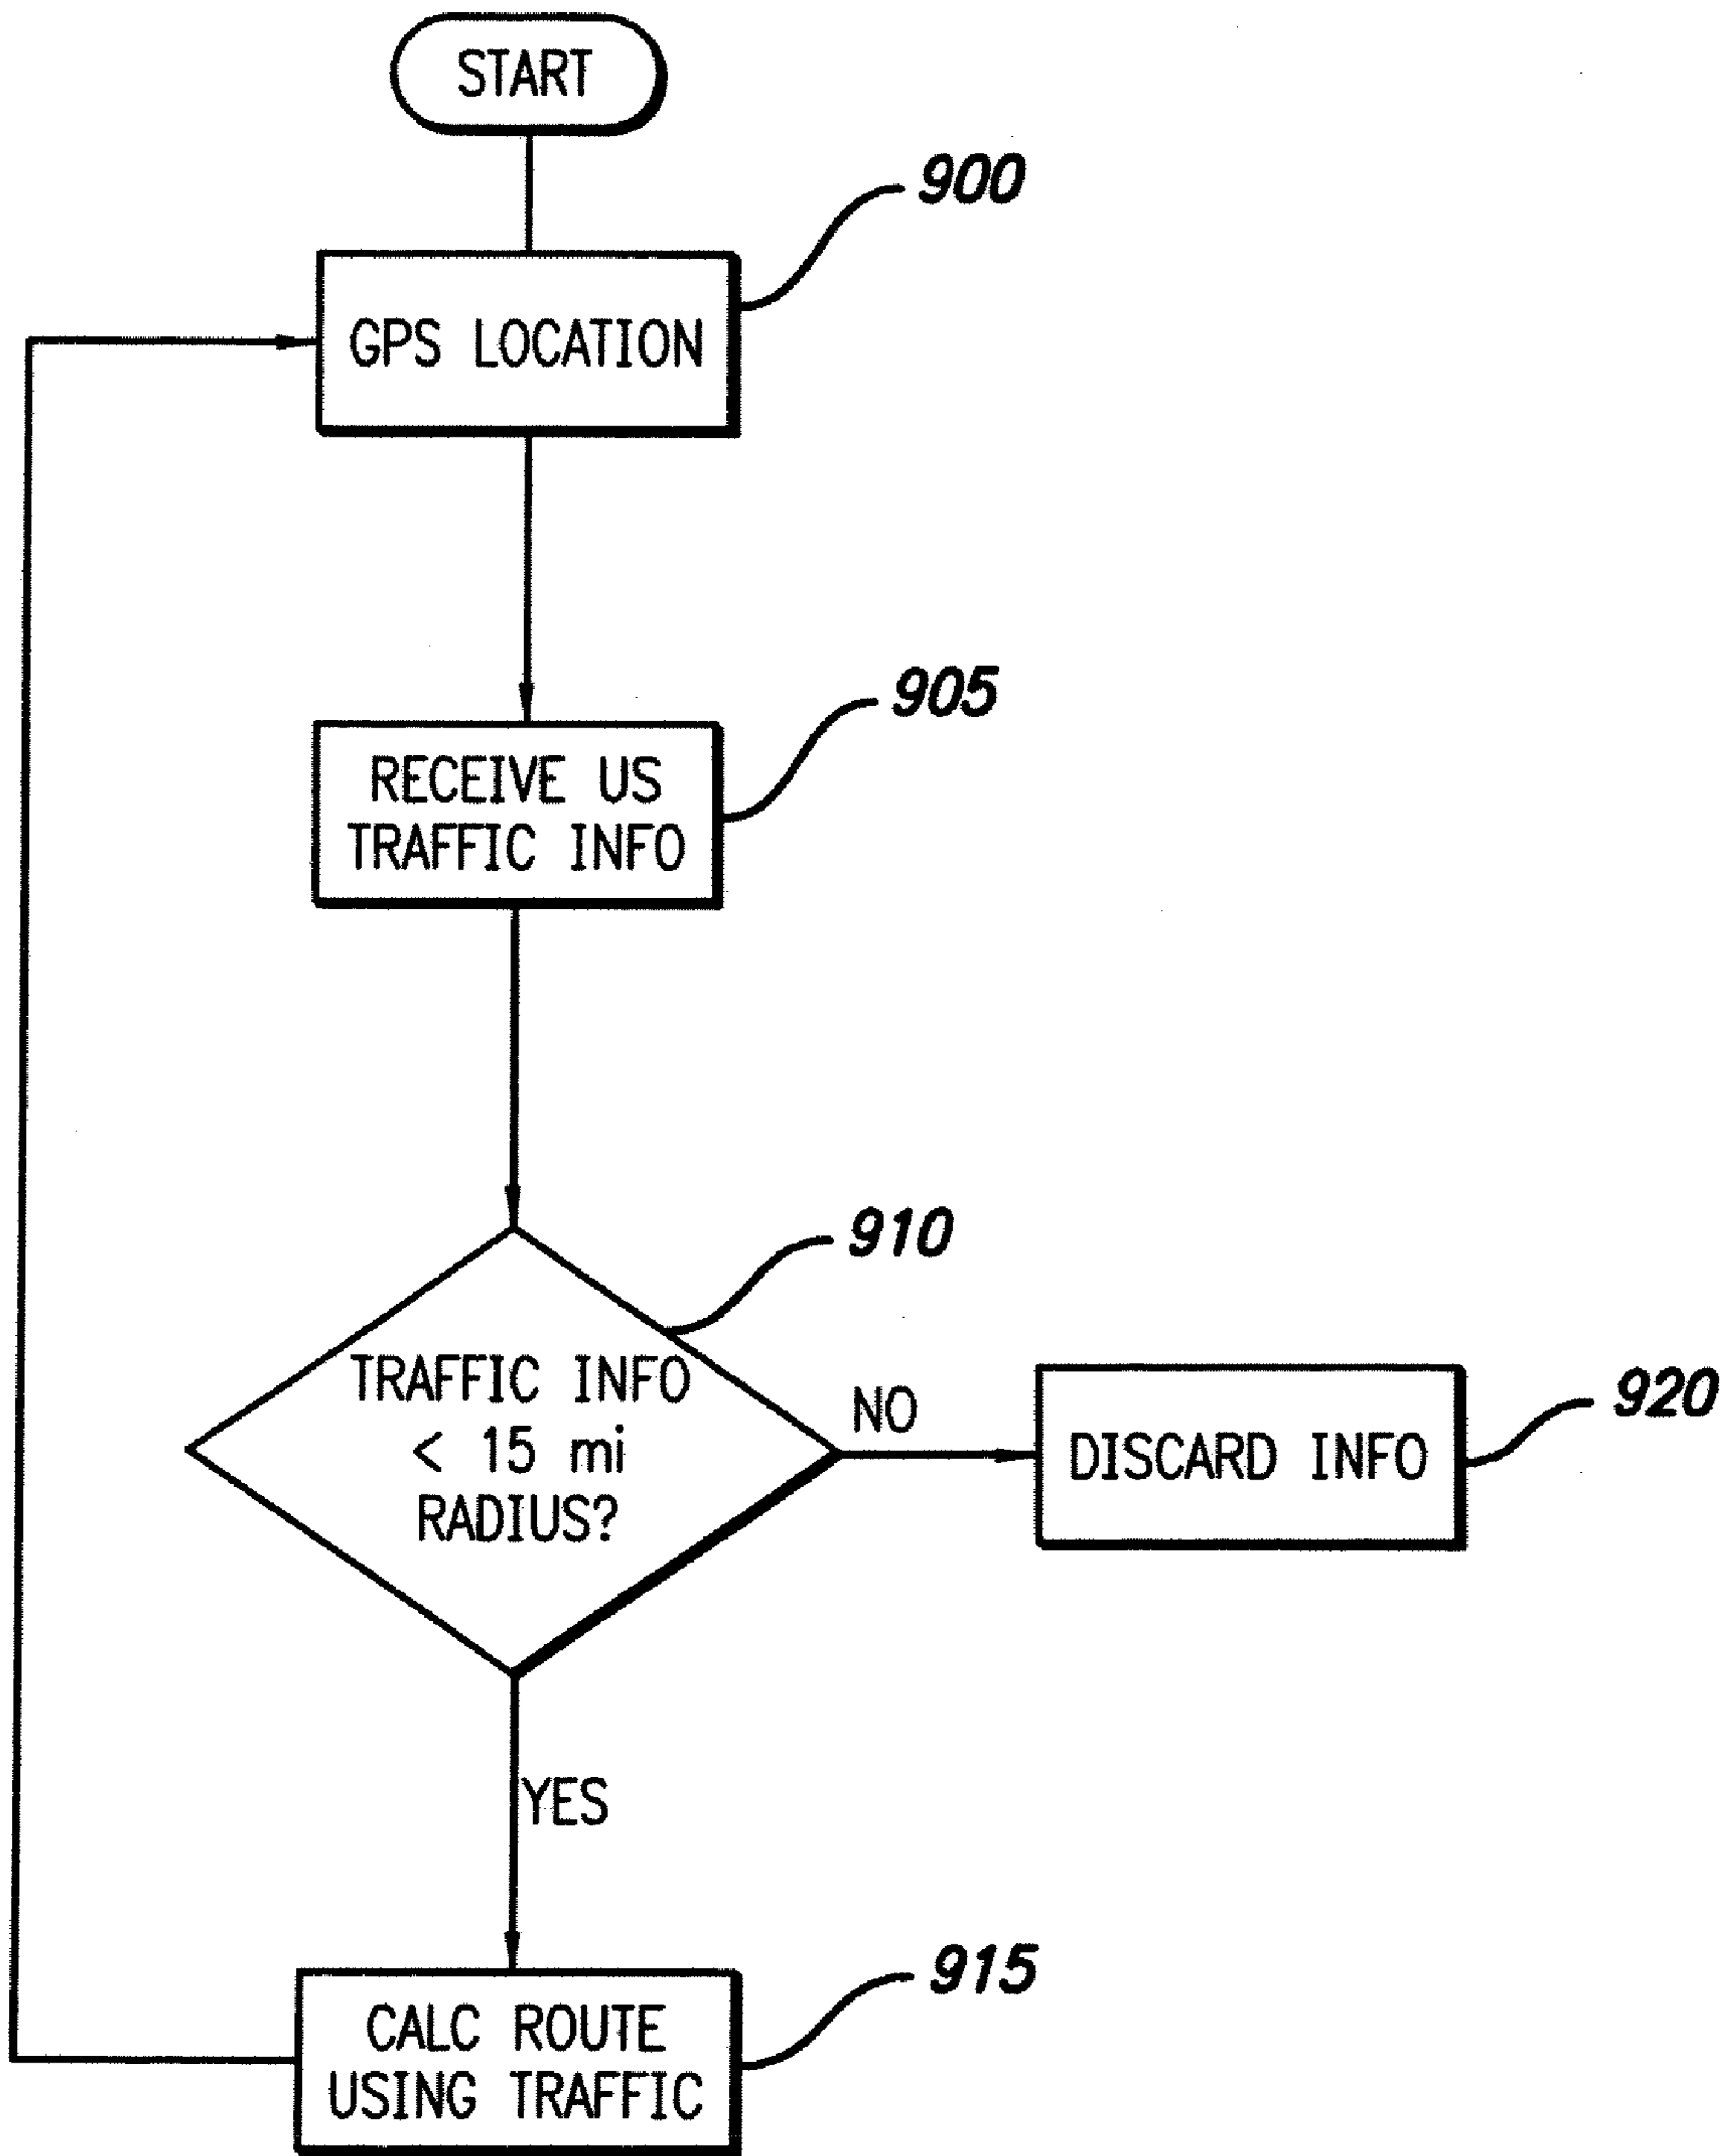 START
900
GPS LOCATION
905
RECEIVE US
TRAFFIC INFO
910
TRAFFIC INFO
< 15 mi
RADIUS?
NO
920
DISCARD INFO
YES
915
CALC ROUTE
USING TRAFFIC